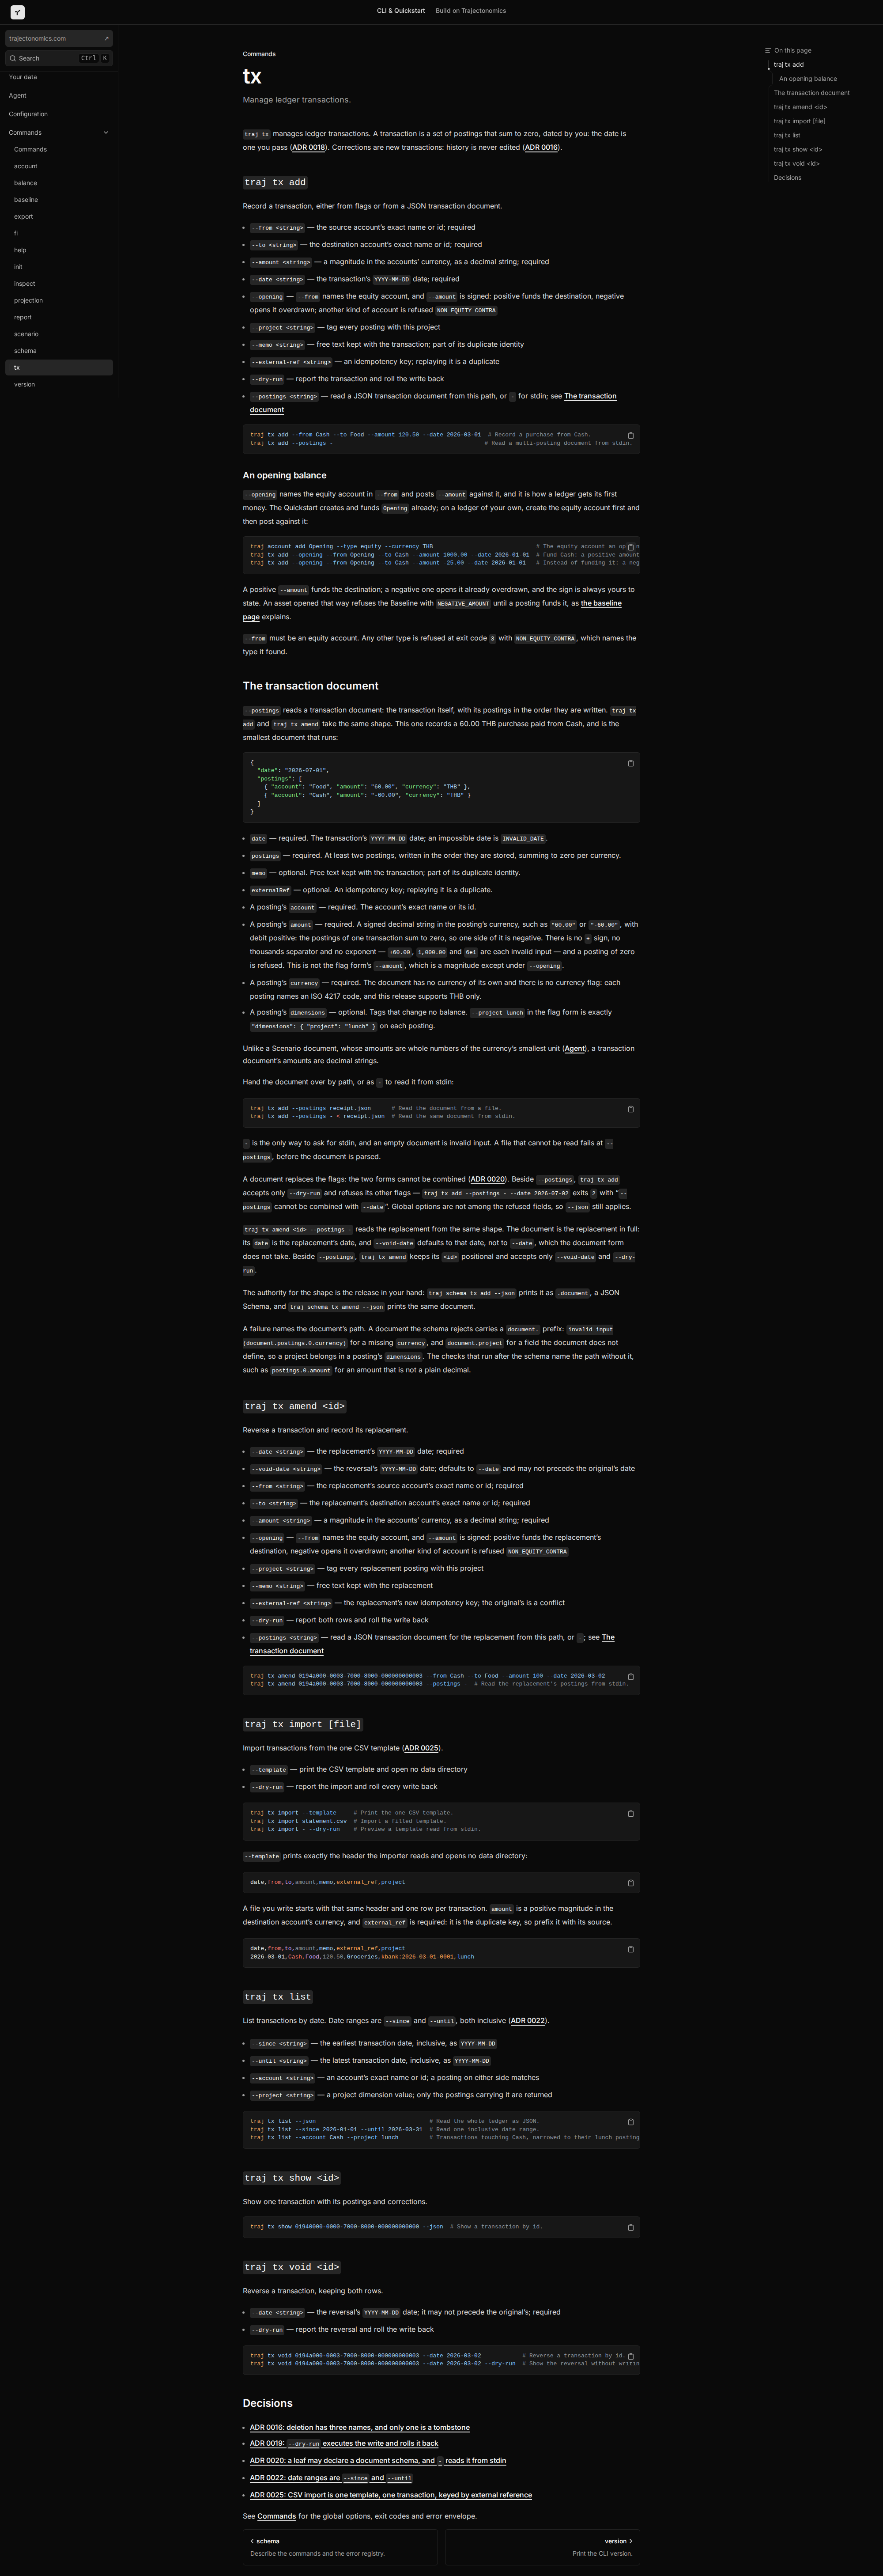 CLI & Quickstart
Build on Trajectonomics
trajectonomics.com ↗
Search Ctrl K
Your data
Agent
Configuration
Commands
Commands
account
balance
baseline
export
fi
help
init
inspect
projection
report
scenario
schema
tx
version
On this page
traj tx add
An opening balance
The transaction document
traj tx amend <id>
traj tx import [file]
traj tx list
traj tx show <id>
traj tx void <id>
Decisions
Commands
tx
Manage ledger transactions.
traj tx manages ledger transactions. A transaction is a set of postings that sum to zero, dated by you: the date is
one you pass (ADR 0018). Corrections are new transactions: history is never edited (ADR 0016).
traj tx add
Record a transaction, either from flags or from a JSON transaction document.
--from <string> — the source account's exact name or id; required
--to <string> — the destination account's exact name or id; required
--amount <string> — a magnitude in the accounts' currency, as a decimal string; required
--date <string> — the transaction's YYYY-MM-DD date; required
--opening — --from names the equity account, and --amount is signed: positive funds the destination, negative
opens it overdrawn; another kind of account is refused NON_EQUITY_CONTRA
--project <string> — tag every posting with this project
--memo <string> — free text kept with the transaction; part of its duplicate identity
--external-ref <string> — an idempotency key; replaying it is a duplicate
--dry-run — report the transaction and roll the write back
--postings <string> — read a JSON transaction document from this path, or - for stdin; see The transaction
document
traj tx add --from Cash --to Food --amount 120.50 --date 2026-03-01 # Record a purchase from Cash.
traj tx add --postings - # Read a multi-posting document from stdin.
An opening balance
--opening names the equity account in --from and posts --amount against it, and it is how a ledger gets its first
money. The Quickstart creates and funds Opening already; on a ledger of your own, create the equity account first and
then post against it:
traj account add Opening --type equity --currency THB # The equity account an op
traj tx add --opening --from Opening --to Cash --amount 1000.00 --date 2026-01-01 # Fund Cash: a positive amount
traj tx add --opening --from Opening --to Cash --amount -25.00 --date 2026-01-01 # Instead of funding it: a neg
A positive --amount funds the destination; a negative one opens it already overdrawn, and the sign is always yours to
state. An asset opened that way refuses the Baseline with NEGATIVE_AMOUNT until a posting funds it, as the baseline
page explains.
--from must be an equity account. Any other type is refused at exit code 3 with NON_EQUITY_CONTRA, which names the
type it found.
The transaction document
--postings reads a transaction document: the transaction itself, with its postings in the order they are written. traj tx
add and traj tx amend take the same shape. This one records a 60.00 THB purchase paid from Cash, and is the
smallest document that runs:
{
"date": "2026-07-01",
"postings": [
{ "account": "Food", "amount": "60.00", "currency": "THB" },
{ "account": "Cash", "amount": "-60.00", "currency": "THB" }
]
}
date — required. The transaction's YYYY-MM-DD date; an impossible date is INVALID_DATE.
postings — required. At least two postings, written in the order they are stored, summing to zero per currency.
memo — optional. Free text kept with the transaction; part of its duplicate identity.
externalRef — optional. An idempotency key; replaying it is a duplicate.
A posting's account — required. The account's exact name or its id.
A posting's amount — required. A signed decimal string in the posting's currency, such as "60.00" or "-60.00", with
debit positive: the postings of one transaction sum to zero, so one side of it is negative. There is no + sign, no
thousands separator and no exponent — +60.00, 1,000.00 and 6e1 are each invalid input — and a posting of zero
is refused. This is not the flag form's --amount, which is a magnitude except under --opening.
A posting's currency — required. The document has no currency of its own and there is no currency flag: each
posting names an ISO 4217 code, and this release supports THB only.
A posting's dimensions — optional. Tags that change no balance. --project lunch in the flag form is exactly
"dimensions": { "project": "lunch" } on each posting.
Unlike a Scenario document, whose amounts are whole numbers of the currency's smallest unit (Agent), a transaction
document's amounts are decimal strings.
Hand the document over by path, or as - to read it from stdin:
traj tx add --postings receipt.json # Read the document from a file.
traj tx add --postings - < receipt.json # Read the same document from stdin.
- is the only way to ask for stdin, and an empty document is invalid input. A file that cannot be read fails at --
postings, before the document is parsed.
A document replaces the flags: the two forms cannot be combined (ADR 0020). Beside --postings, traj tx add
accepts only --dry-run and refuses its other flags — traj tx add --postings - --date 2026-07-02 exits 2 with "--
postings cannot be combined with --date". Global options are not among the refused fields, so --json still applies.
traj tx amend <id> --postings - reads the replacement from the same shape. The document is the replacement in full:
its date is the replacement's date, and --void-date defaults to that date, not to --date, which the document form
does not take. Beside --postings, traj tx amend keeps its <id> positional and accepts only --void-date and --dry-
run.
The authority for the shape is the release in your hand: traj schema tx add --json prints it as .document, a JSON
Schema, and traj schema tx amend --json prints the same document.
A failure names the document's path. A document the schema rejects carries a document. prefix: invalid_input
(document.postings.0.currency) for a missing currency, and document.project for a field the document does not
define, so a project belongs in a posting's dimensions. The checks that run after the schema name the path without it,
such as postings.0.amount for an amount that is not a plain decimal.
traj tx amend <id>
Reverse a transaction and record its replacement.
--date <string> — the replacement's YYYY-MM-DD date; required
--void-date <string> — the reversal's YYYY-MM-DD date; defaults to --date and may not precede the original's date
--from <string> — the replacement's source account's exact name or id; required
--to <string> — the replacement's destination account's exact name or id; required
--amount <string> — a magnitude in the accounts' currency, as a decimal string; required
--opening — --from names the equity account, and --amount is signed: positive funds the replacement's
destination, negative opens it overdrawn; another kind of account is refused NON_EQUITY_CONTRA
--project <string> — tag every replacement posting with this project
--memo <string> — free text kept with the replacement
--external-ref <string> — the replacement's new idempotency key; the original's is a conflict
--dry-run — report both rows and roll the write back
--postings <string> — read a JSON transaction document for the replacement from this path, or -; see The
transaction document
traj tx amend 0194a000-0003-7000-8000-000000000003 --from Cash --to Food --amount 100 --date 2026-03-02
traj tx amend 0194a000-0003-7000-8000-000000000003 --postings - # Read the replacement's postings from stdin.
traj tx import [file]
Import transactions from the one CSV template (ADR 0025).
--template — print the CSV template and open no data directory
--dry-run — report the import and roll every write back
traj tx import --template # Print the one CSV template.
traj tx import statement.csv # Import a filled template.
traj tx import - --dry-run # Preview a template read from stdin.
--template prints exactly the header the importer reads and opens no data directory:
date,from,to,amount,memo,external_ref,project
A file you write starts with that same header and one row per transaction. amount is a positive magnitude in the
destination account's currency, and external_ref is required: it is the duplicate key, so prefix it with its source.
date,from,to,amount,memo,external_ref,project
2026-03-01,Cash,Food,120.50,Groceries,kbank:2026-03-01-0001,lunch
traj tx list
List transactions by date. Date ranges are --since and --until, both inclusive (ADR 0022).
--since <string> — the earliest transaction date, inclusive, as YYYY-MM-DD
--until <string> — the latest transaction date, inclusive, as YYYY-MM-DD
--account <string> — an account's exact name or id; a posting on either side matches
--project <string> — a project dimension value; only the postings carrying it are returned
traj tx list --json # Read the whole ledger as JSON.
traj tx list --since 2026-01-01 --until 2026-03-31 # Read one inclusive date range.
traj tx list --account Cash --project lunch # Transactions touching Cash, narrowed to their lunch posting
traj tx show <id>
Show one transaction with its postings and corrections.
traj tx show 01940000-0000-7000-8000-000000000000 --json # Show a transaction by id.
traj tx void <id>
Reverse a transaction, keeping both rows.
--date <string> — the reversal's YYYY-MM-DD date; it may not precede the original's; required
--dry-run — report the reversal and roll the write back
traj tx void 0194a000-0003-7000-8000-000000000003 --date 2026-03-02 # Reverse a transaction by id.
traj tx void 0194a000-0003-7000-8000-000000000003 --date 2026-03-02 --dry-run # Show the reversal without writin
Decisions
ADR 0016: deletion has three names, and only one is a tombstone
ADR 0019: --dry-run executes the write and rolls it back
ADR 0020: a leaf may declare a document schema, and - reads it from stdin
ADR 0022: date ranges are --since and --until
ADR 0025: CSV import is one template, one transaction, keyed by external reference
See Commands for the global options, exit codes and error envelope.
schema
Describe the commands and the error registry.
version
Print the CLI version.